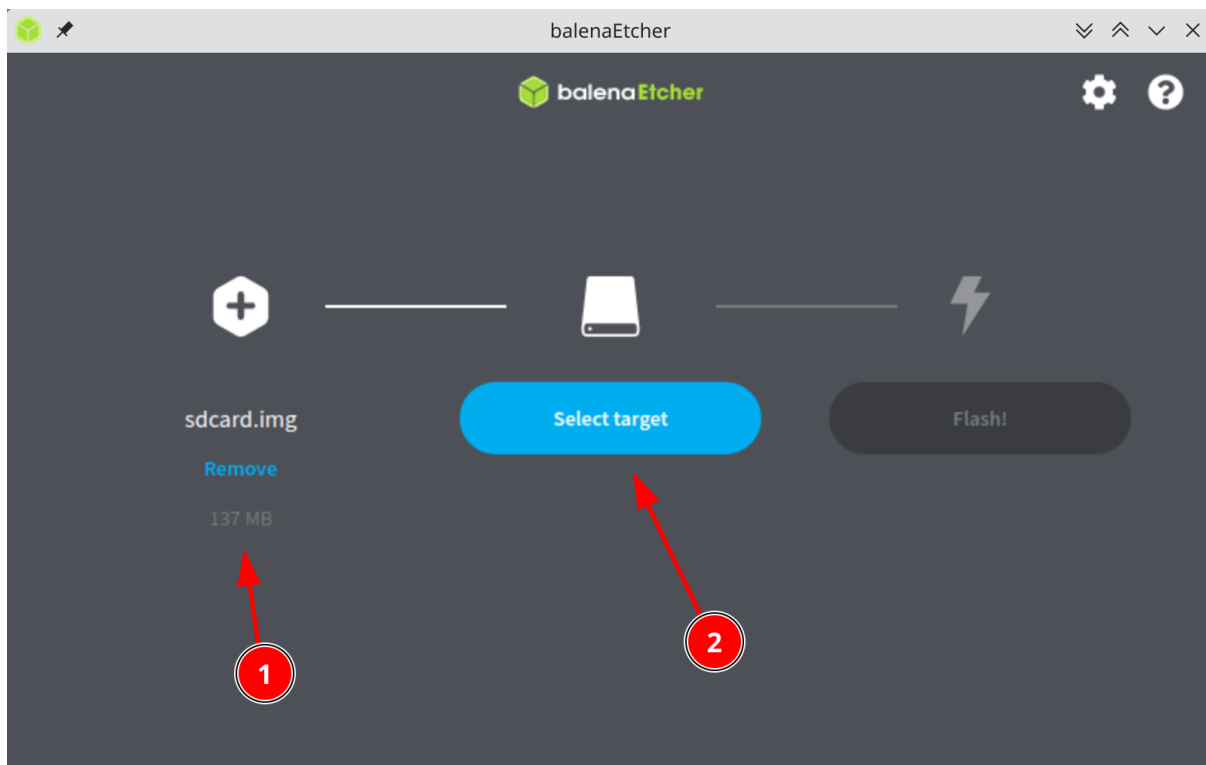 balenaEtcher
balenaEtcher
sdcard.img
Select target
Flash!
Remove
137 MB
1
2